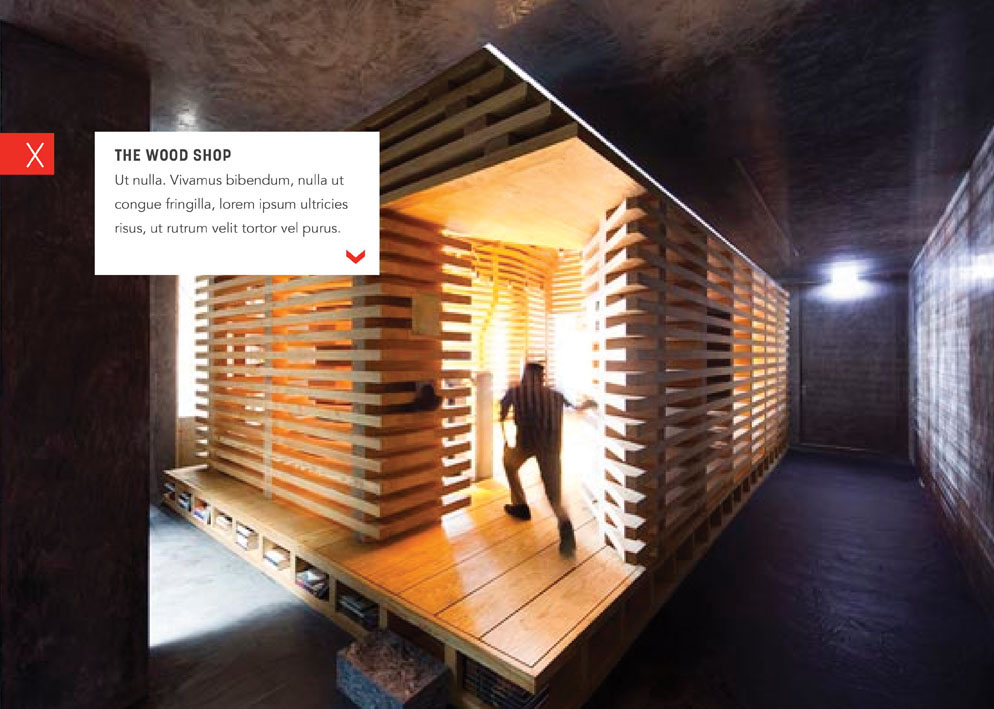 X
THE WOOD SHOP
Ut nulla. Vivamus bibendum, nulla ut
congue fringilla, lorem ipsum ultricies
risus, ut rutrum velit tortor vel purus.